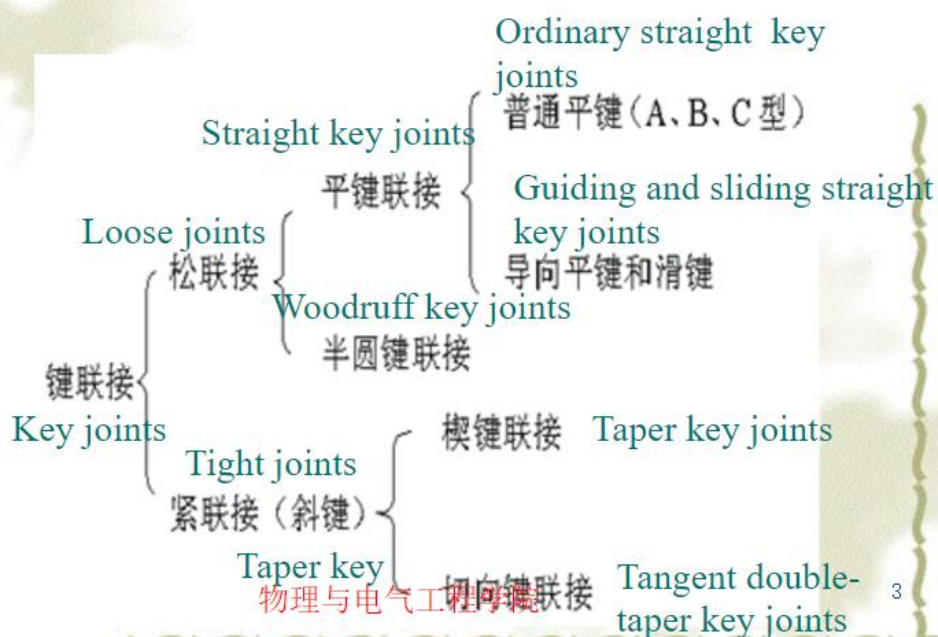 Ordinary straight key
joints
普通平键(A、B、C型)
Straight key joints
平键联接
Guiding and sliding straight
key joints
导向平键和滑键
Loose joints
松联接
Woodruff key joints
半圆键联接
键联接
Key joints
楔键联接 Taper key joints
Tight joints
紧联接(斜键)
Taper key
切向键联接
Tangent double-
taper key joints
物理与电气工程学院
3